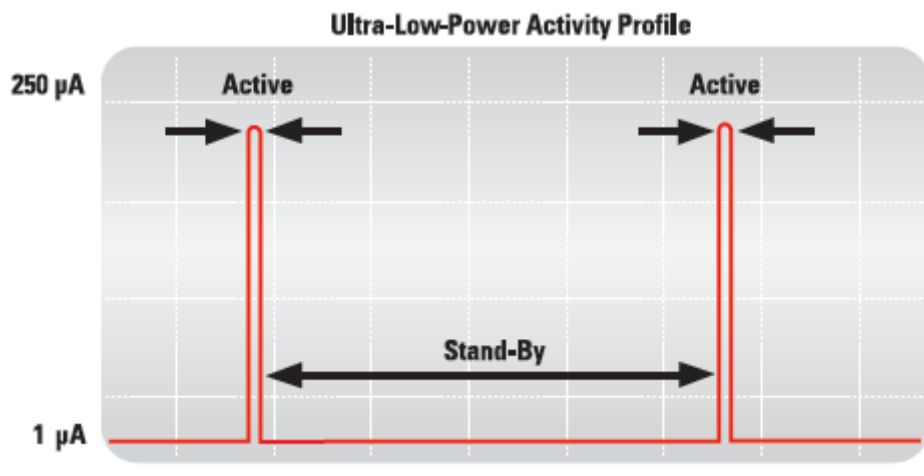 Ultra-Low-Power Activity Profile
250 µA
Active
Active
Stand-By
1 µA